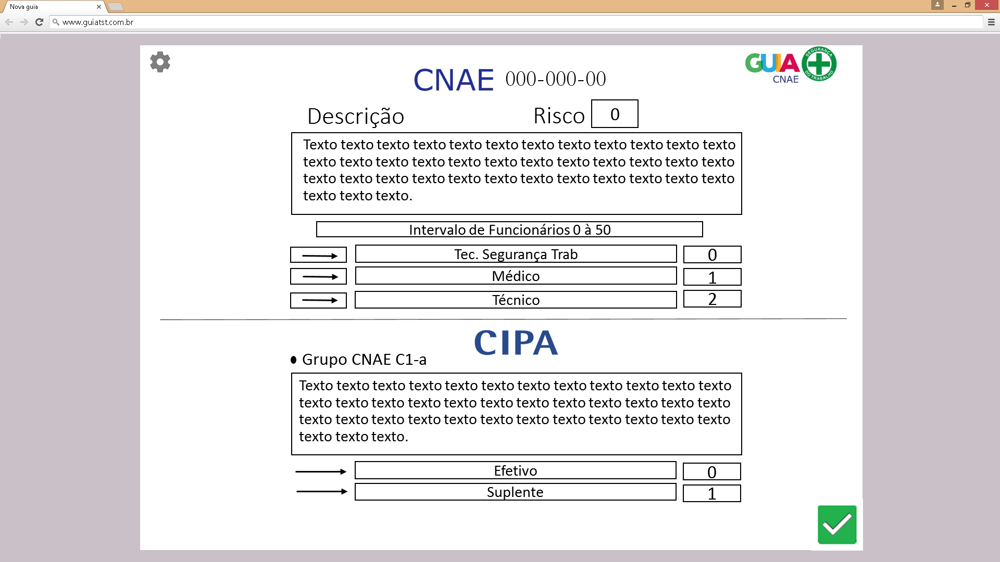 Nova guia
www.guiatst.com.br
GUIA
CNAE
SEGURANÇA
DO TRABALHO
CNAE 000-000-00
Descrição
Risco 0
Texto texto texto texto texto texto texto texto texto texto texto texto
texto texto texto texto texto texto texto texto texto texto texto texto
texto texto texto texto texto texto texto texto texto texto texto texto
texto texto texto.
Intervalo de Funcionários 0 à 50
Tec. Segurança Trab 0
Médico 1
Técnico 2
CIPA
• Grupo CNAE C1-a
Texto texto texto texto texto texto texto texto texto texto texto texto
texto texto texto texto texto texto texto texto texto texto texto texto
texto texto texto texto texto texto texto texto texto texto texto texto
texto texto texto.
Efetivo 0
Suplente 1